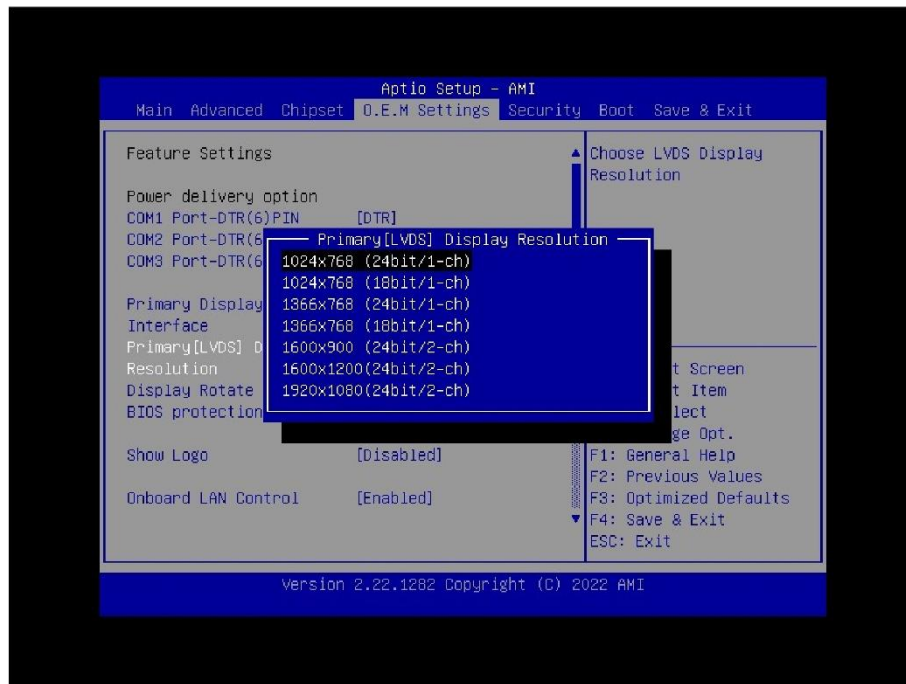 Aptio Setup - AMI
Main Advanced Chipset O.E.M Settings Security Boot Save & Exit
Feature Settings
Power delivery option
COM1 Port-DTR(6)PIN [DTR]
COM2 Port-DTR(6
COM3 Port-DTR(6
Primary Display
Interface
Primary[LVDS] D
Resolution
Display Rotate
BIOS protection
Show Logo [Disabled]
Onboard LAN Control [Enabled]
Primary[LVDS] Display Resolution
1024x768 (24bit/1-ch)
1024x768 (18bit/1-ch)
1366x768 (24bit/1-ch)
1366x768 (18bit/1-ch)
1600x900 (24bit/2-ch)
1600x1200(24bit/2-ch)
1920x1080(24bit/2-ch)
Choose LVDS Display
Resolution
t Screen
t Item
lect
ge Opt.
F1: General Help
F2: Previous Values
F3: Optimized Defaults
F4: Save & Exit
ESC: Exit
Version 2.22.1282 Copyright (C) 2022 AMI